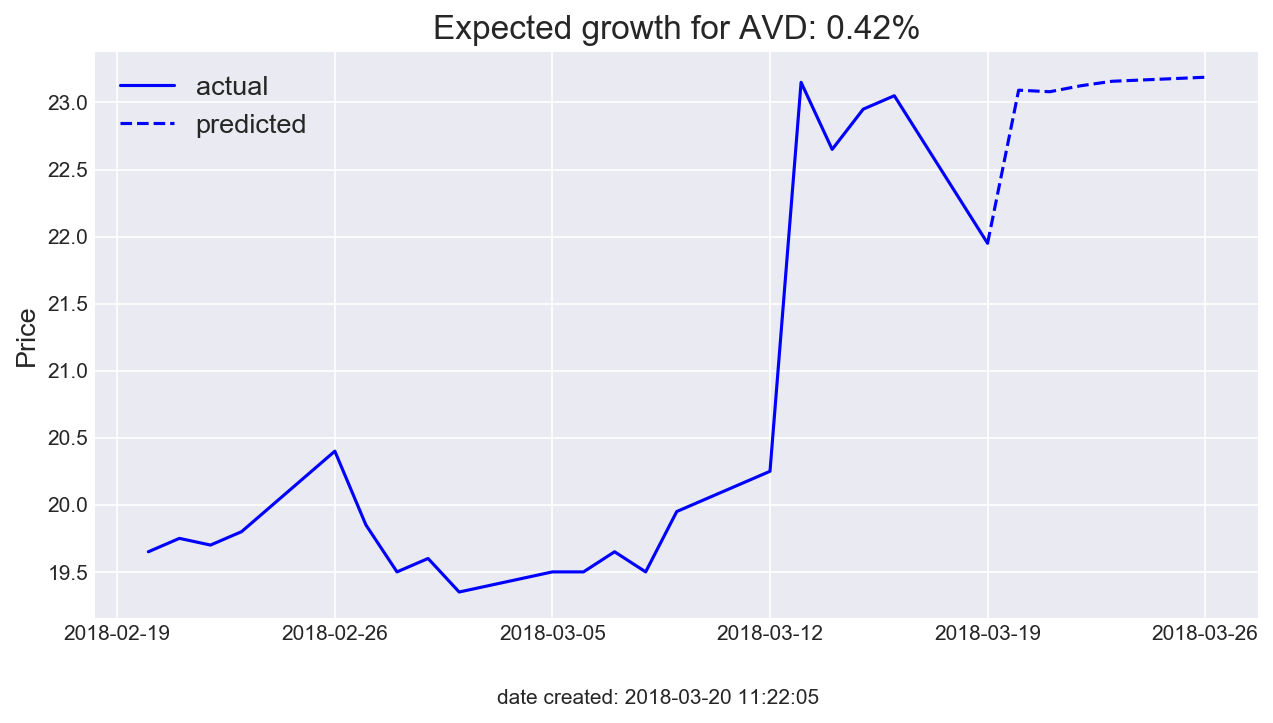 Expected growth for AVD: 0.42%
actual
predicted
Price
23.0
22.5
22.0
21.5
21.0
20.5
20.0
19.5
2018-02-19 2018-02-26 2018-03-05 2018-03-12 2018-03-19 2018-03-26
date created: 2018-03-20 11:22:05